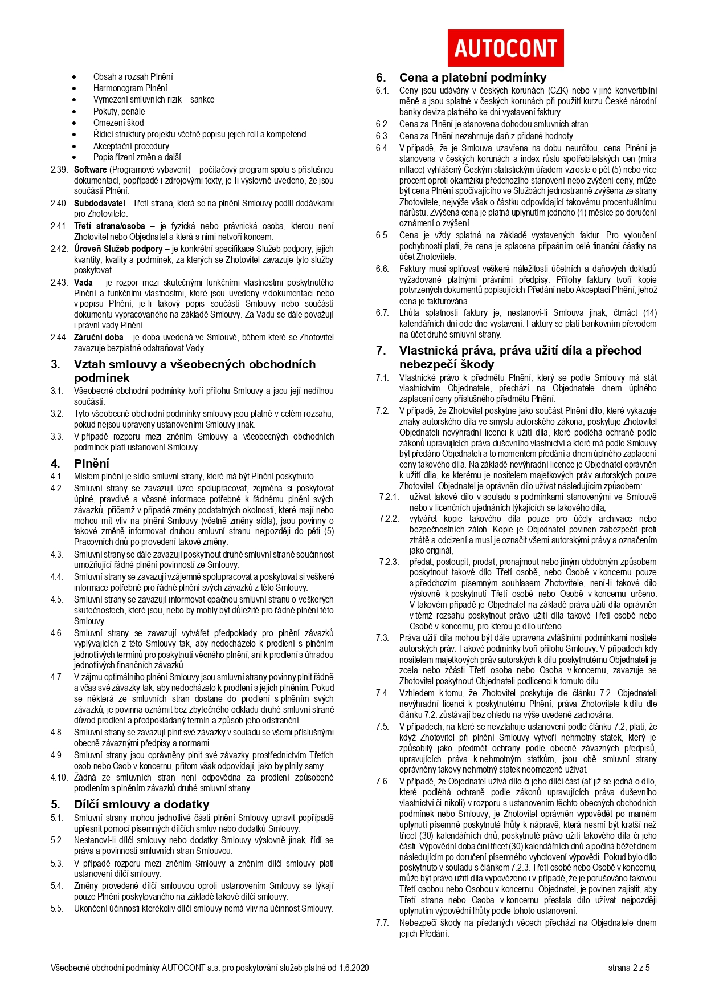 AUTOCONT
• Obsah a rozsah Plnění
• Harmonogram Plnění
• Vymezení smluvních rizik – sankce
• Pokuty, penále
• Omezení škod
• Řídicí struktury projektu včetně popisu jejich rolí a kompetencí
• Akceptační procedury
• Popis řízení změn a další…
2.39. Software (Programové vybavení) – počítačový program spolu s příslušnou
dokumentací, popřípadě i zdrojovými texty, je-li výslovně uvedeno, že jsou
součástí Plnění.
2.40. Subdodavatel - Třetí strana, která se na plnění Smlouvy podílí dodávkami
pro Zhotovitele.
2.41. Třetí strana/osoba – je fyzická nebo právnická osoba, kterou není
Zhotovitel nebo Objednatel a která s nimi netvoří koncern.
2.42. Úroveň Služeb podpory – je konkrétní specifikace Služeb podpory, jejich
kvantity, kvality a podmínek, za kterých se Zhotovitel zavazuje tyto služby
poskytovat.
2.43. Vada – je rozpor mezi skutečnými funkčními vlastnostmi poskytnutého
Plnění a funkčními vlastnostmi, které jsou uvedeny v dokumentaci nebo
v popisu Plnění, je-li takový popis součástí Smlouvy nebo součástí
dokumentu vypracovaného na základě Smlouvy. Za Vadu se dále považují
i právní vady Plnění.
2.44. Záruční doba – je doba uvedená ve Smlouvě, během které se Zhotovitel
zavazuje bezplatně odstraňovat Vady.
3. Vztah smlouvy a všeobecných obchodních
podmínek
3.1. Všeobecné obchodní podmínky tvoří přílohu Smlouvy a jsou její nedílnou
součástí.
3.2. Tyto všeobecné obchodní podmínky smlouvy jsou platné v celém rozsahu,
pokud nejsou upraveny ustanoveními Smlouvy jinak.
3.3. V případě rozporu mezi zněním Smlouvy a všeobecných obchodních
podmínek platí ustanovení Smlouvy.
4. Plnění
4.1. Místem plnění je sídlo smluvní strany, které má být Plnění poskytnuto.
4.2. Smluvní strany se zavazují úzce spolupracovat, zejména si poskytovat
úplné, pravdivé a včasné informace potřebné k řádnému plnění svých
závazků, přičemž v případě změny podstatných okolností, které mají nebo
mohou mít vliv na plnění Smlouvy (včetně změny sídla), jsou povinny o
takové změně informovat druhou smluvní stranu nejpozději do pěti (5)
Pracovních dnů po provedení takové změny.
4.3. Smluvní strany se dále zavazují poskytnout druhé smluvní straně součinnost
umožňující řádné plnění povinností ze Smlouvy.
4.4. Smluvní strany se zavazují vzájemně spolupracovat a poskytovat si veškeré
informace potřebné pro řádné plnění svých závazků z této Smlouvy.
4.5. Smluvní strany se zavazují informovat opačnou smluvní stranu o veškerých
skutečnostech, které jsou, nebo by mohly být důležité pro řádné plnění této
Smlouvy.
4.6. Smluvní strany se zavazují vytvářet předpoklady pro plnění závazků
vyplývajících z této Smlouvy tak, aby nedocházelo k prodlení s plněním
jednotlivých termínů pro poskytnutí věcného plnění, ani k prodlení s úhradou
jednotlivých finančních závazků.
4.7. V zájmu optimálního plnění Smlouvy jsou smluvní strany povinny plnit řádně
a včas své závazky tak, aby nedocházelo k prodlení s jejich plněním. Pokud
se některá ze smluvních stran dostane do prodlení s plněním svých
závazků, je povinna oznámit bez zbytečného odkladu druhé smluvní straně
důvod prodlení a předpokládaný termín a způsob jeho odstranění.
4.8. Smluvní strany se zavazují plnit své závazky v souladu se všemi příslušnými
obecně závaznými předpisy a normami.
4.9. Smluvní strany jsou oprávněny plnit své závazky prostřednictvím Třetích
osob nebo Osob v koncernu, přitom však odpovídají, jako by plnily samy.
4.10. Žádná ze smluvních stran není odpovědna za prodlení způsobené
prodlením s plněním závazků druhé smluvní strany.
5. Dílčí smlouvy a dodatky
5.1. Smluvní strany mohou jednotlivé části plnění Smlouvy upravit popřípadě
upřesnit pomocí písemných dílčích smluv nebo dodatků Smlouvy.
5.2. Nestanoví-li dílčí smlouvy nebo dodatky Smlouvy výslovně jinak, řídí se
práva a povinnosti smluvních stran Smlouvou.
5.3. V případě rozporu mezi zněním Smlouvy a zněním dílčí smlouvy platí
ustanovení dílčí smlouvy.
5.4. Změny provedené dílčí smlouvou oproti ustanovením Smlouvy se týkají
pouze Plnění poskytovaného na základě takové dílčí smlouvy.
5.5. Ukončení účinnosti kterékoliv dílčí smlouvy nemá vliv na účinnost Smlouvy.
6. Cena a platební podmínky
6.1. Ceny jsou udávány v českých korunách (CZK) nebo v jiné konvertibilní
měně a jsou splatné v českých korunách při použití kurzu České národní
banky deviza platného ke dni vystavení faktury.
6.2. Cena za Plnění je stanovena dohodou smluvních stran.
6.3. Cena za Plnění nezahrnuje daň z přidané hodnoty.
6.4. V případě, že je Smlouva uzavřena na dobu neurčitou, cena Plnění je
stanovena v českých korunách a index růstu spotřebitelských cen (míra
inflace) vyhlášený Českým statistickým úřadem vzroste o pět (5) nebo více
procent oproti okamžiku předchozího stanovení nebo zvýšení ceny, může
být cena Plnění spočívajícího ve Službách jednostranně zvýšena ze strany
Zhotovitele, nejvýše však o částku odpovídající takovému procentuálnímu
nárůstu. Zvýšená cena je platná uplynutím jednoho (1) měsíce po doručení
oznámení o zvýšení.
6.5. Cena je vždy splatná na základě vystavených faktur. Pro vyloučení
pochybností platí, že cena je splacena připsáním celé finanční částky na
účet Zhotovitele.
6.6. Faktury musí splňovat veškeré náležitosti účetních a daňových dokladů
vyžadované platnými právními předpisy. Přílohy faktury tvoří kopie
potvrzených dokumentů popisujících Předání nebo Akceptaci Plnění, jehož
cena je fakturována.
6.7. Lhůta splatnosti faktury je, nestanoví-li Smlouva jinak, čtrnáct (14)
kalendářních dní ode dne vystavení. Faktury se platí bankovním převodem
na účet druhé smluvní strany.
7. Vlastnická práva, práva užití díla a přechod
nebezpečí škody
7.1. Vlastnické právo k předmětu Plnění, který se podle Smlouvy má stát
vlastnictvím Objednatele, přechází na Objednatele dnem úplného
zaplacení ceny příslušného předmětu Plnění.
7.2. V případě, že Zhotovitel poskytne jako součást Plnění dílo, které vykazuje
znaky autorského díla ve smyslu autorského zákona, poskytuje Zhotovitel
Objednateli nevýhradní licenci k užití díla, které podléhá ochraně podle
zákonů upravujících práva duševního vlastnictví a které má podle Smlouvy
být předáno Objednateli a to momentem předání a dnem úplného zaplacení
ceny takového díla. Na základě nevýhradní licence je Objednatel oprávněn
k užití díla, ke kterému je nositelem majetkových práv autorských pouze
Zhotovitel. Objednatel je oprávněn dílo užívat následujícím způsobem:
7.2.1. užívat takové dílo v souladu s podmínkami stanovenými ve Smlouvě
nebo v licenčních ujednáních týkajících se takového díla,
7.2.2. vytvářet kopie takového díla pouze pro účely archivace nebo
bezpečnostních záloh. Kopie je Objednatel povinen zabezpečit proti
ztrátě a odcizení a musí je označit všemi autorskými právy a označením
jako originál,
7.2.3. předat, postoupit, prodat, pronajmout nebo jiným obdobným způsobem
poskytnout takové dílo Třetí osobě, nebo Osobě v koncernu pouze
s předchozím písemným souhlasem Zhotovitele, není-li takové dílo
výslovně k poskytnutí Třetí osobě nebo Osobě v koncernu určeno.
V takovém případě je Objednatel na základě práva užití díla oprávněn
v témž rozsahu poskytnout právo užití díla takové Třetí osobě nebo
Osobě v koncernu, pro kterou je dílo určeno.
7.3. Práva užití díla mohou být dále upravena zvláštními podmínkami nositele
autorských práv. Takové podmínky tvoří přílohu Smlouvy. V případech kdy
nositelem majetkových práv autorských k dílu poskytnutému Objednateli je
zcela nebo zčásti Třetí osoba nebo Osoba v koncernu, zavazuje se
Zhotovitel poskytnout Objednateli podlicenci k tomuto dílu.
7.4. Vzhledem k tomu, že Zhotovitel poskytuje dle článku 7.2. Objednateli
nevýhradní licenci k poskytnutému Plnění, práva Zhotovitele k dílu dle
článku 7.2. zůstávají bez ohledu na výše uvedené zachována.
7.5. V případech, na které se nevztahuje ustanovení podle článku 7.2, platí, že
když Zhotovitel při plnění Smlouvy vytvoří nehmotný statek, který je
způsobilý jako předmět ochrany podle obecně závazných předpisů,
upravujících práva k nehmotným statkům, jsou obě smluvní strany
oprávněny takový nehmotný statek neomezeně užívat.
7.6. V případě, že Objednatel užívá dílo či jeho dílčí část (ať již se jedná o dílo,
které podléhá ochraně podle zákonů upravujících práva duševního
vlastnictví či nikoli) v rozporu s ustanovením těchto obecných obchodních
podmínek nebo Smlouvy, je Zhotovitel oprávněn vypovědět po marném
uplynutí písemně poskytnuté lhůty k nápravě, která nesmí být kratší než
třicet (30) kalendářních dnů, poskytnuté právo užití takového díla či jeho
části. Výpovědní doba činí třicet (30) kalendářních dnů a počíná běžet dnem
následujícím po doručení písemného vyhotovení výpovědi. Pokud bylo dílo
poskytnuto v souladu s článkem 7.2.3. Třetí osobě nebo Osobě v koncernu,
může být právo užití díla vypovězeno i v případě, že je porušováno takovou
Třetí osobou nebo Osobou v koncernu. Objednatel, je povinen zajistit, aby
Třetí strana nebo Osoba v koncernu přestala dílo užívat nejpozději
uplynutím výpovědní lhůty podle tohoto ustanovení.
7.7. Nebezpečí škody na předaných věcech přechází na Objednatele dnem
jejich Předání.
Všeobecné obchodní podmínky AUTOCONT a.s. pro poskytování služeb platné od 1.6.2020
strana 2 z 5